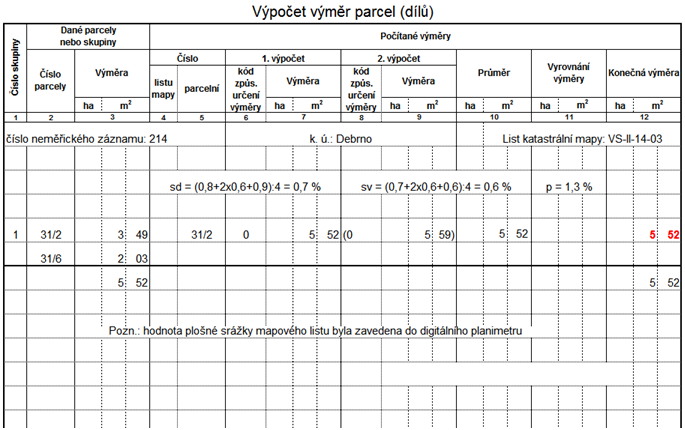 Výpočet výměr parcel (dílů)
Číslo skupiny
Dané parcely
nebo skupiny
Počítané výměry
Číslo
parcely
Výměra
Číslo
1. výpočet
2. výpočet
Průměr
Vyrovnání
výměry
Konečná výměra
listu
mapy
parcelní
kód
způs.
určení
výměry
Výměra
kód
způs.
určení
výměry
Výměra
ha m² ha m² ha m² ha m² ha m² ha m²
1 2 3 4 5 6 7 8 9 10 11 12
číslo neměřického záznamu: 214 k. ú.: Debrno List katastrální mapy: VS-II-14-03
sd = (0,8+2x0,6+0,9):4 = 0,7 % sv = (0,7+2x0,6+0,6):4 = 0,6 % p = 1,3 %
1 31/2 3 49 31/2 0 5 52 (0 5 59) 5 52 5 52
31/6 2 03
5 52 5 52
Pozn.: hodnota plošné srážky mapového listu byla zavedena do digitálního planimetru